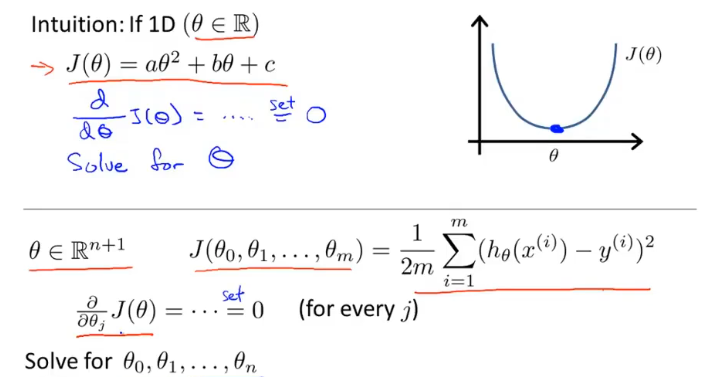 Intuition: If 1D (θ ∈ ℝ)
→ J(θ) = aθ² + bθ + c
d/dθ J(θ) = .... set= 0
Solve for θ
J(θ)
θ
θ ∈ ℝⁿ⁺¹ J(θ₀, θ₁, . . . , θₘ) = 1/2m ∑ᵢ₌₁ᵐ (h_θ(x⁽ⁱ⁾) − y⁽ⁱ⁾)²
∂/∂θⱼ J(θ) = · · · set= 0 (for every j)
Solve for θ₀, θ₁, . . . , θₙ